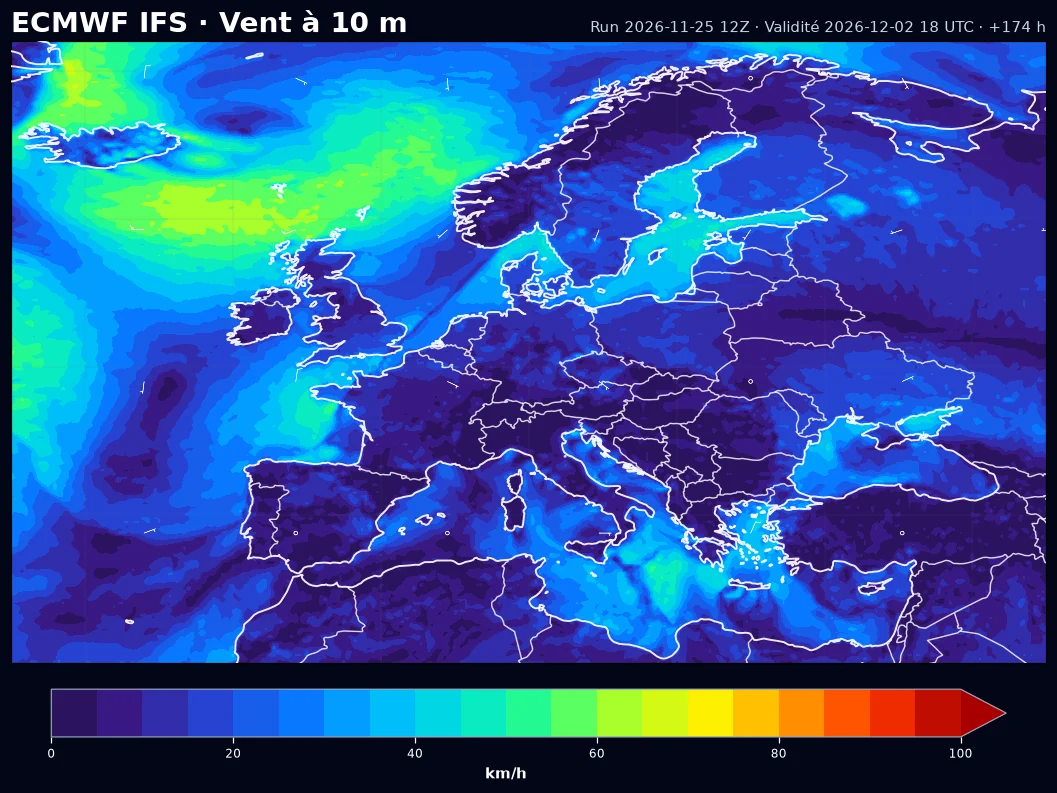 ECMWF IFS · Vent à 10 m
Run 2026-11-25 12Z · Validité 2026-12-02 18 UTC · +174 h
0 20 40 60 80 100
km/h